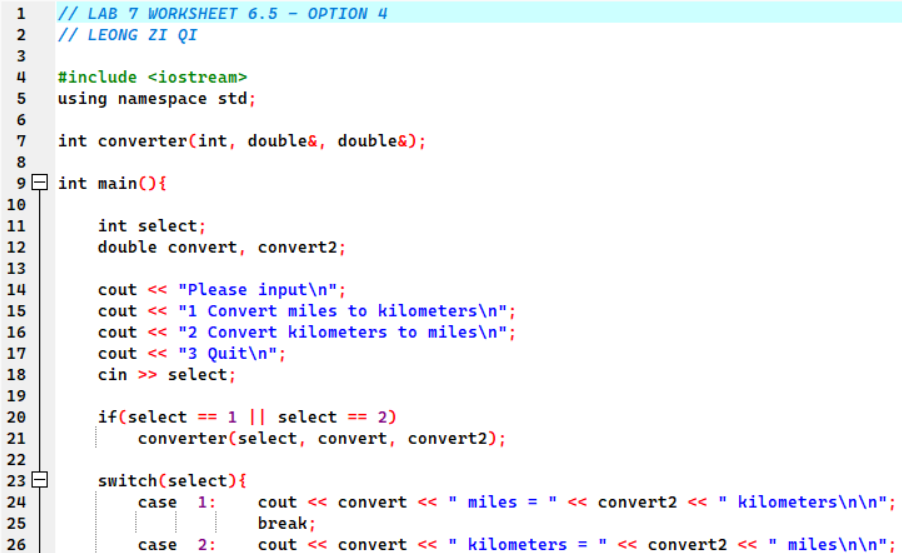 1 // LAB 7 WORKSHEET 6.5 - OPTION 4
2 // LEONG ZI QI
3
4 #include <iostream>
5 using namespace std;
6
7 int converter(int, double&, double&);
8
9 int main(){
10
11 int select;
12 double convert, convert2;
13
14 cout << "Please input\n";
15 cout << "1 Convert miles to kilometers\n";
16 cout << "2 Convert kilometers to miles\n";
17 cout << "3 Quit\n";
18 cin >> select;
19
20 if(select == 1 || select == 2)
21 converter(select, convert, convert2);
22
23 switch(select){
24 case 1: cout << convert << " miles = " << convert2 << " kilometers\n\n";
25 break;
26 case 2: cout << convert << " kilometers = " << convert2 << " miles\n\n";